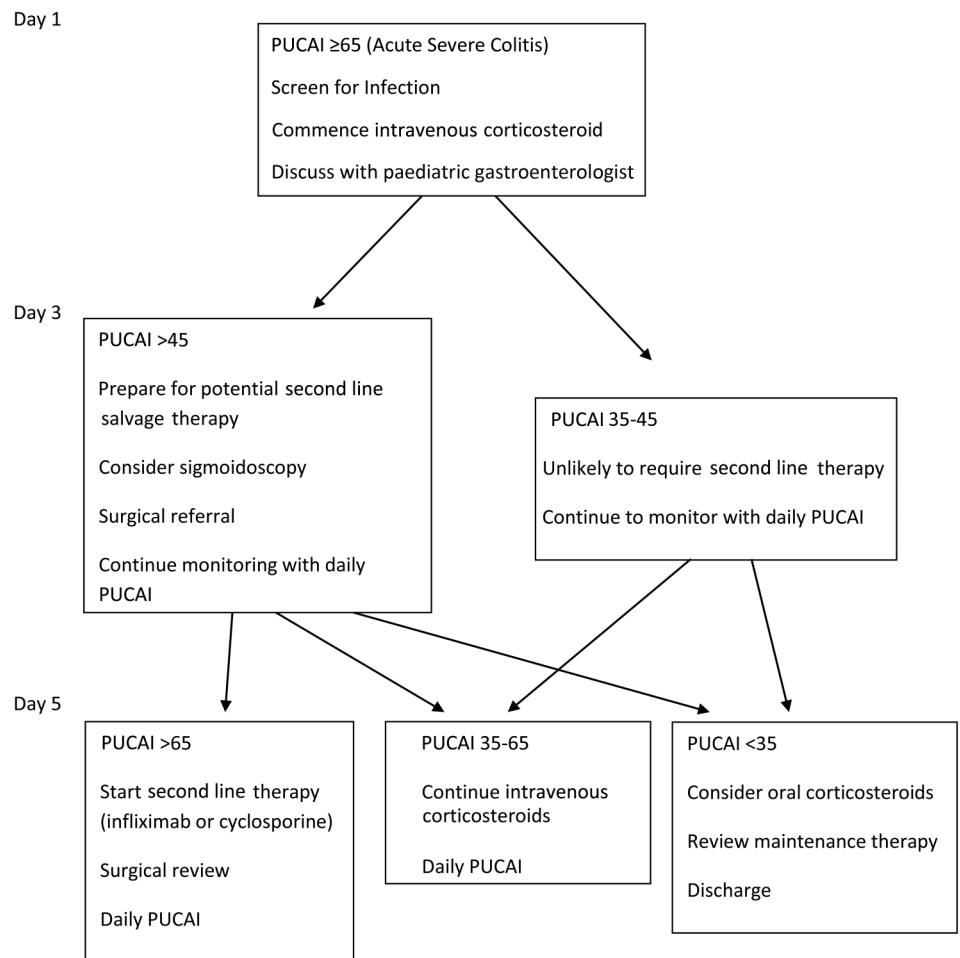 Day 1
PUCAI ≥65 (Acute Severe Colitis)
Screen for Infection
Commence intravenous corticosteroid
Discuss with paediatric gastroenterologist
Day 3
PUCAI >45
Prepare for potential second line
salvage therapy
Consider sigmoidoscopy
Surgical referral
Continue monitoring with daily
PUCAI
PUCAI 35-45
Unlikely to require second line therapy
Continue to monitor with daily PUCAI
Day 5
PUCAI >65
Start second line therapy
(infliximab or cyclosporine)
Surgical review
Daily PUCAI
PUCAI 35-65
Continue intravenous
corticosteroids
Daily PUCAI
PUCAI <35
Consider oral corticosteroids
Review maintenance therapy
Discharge